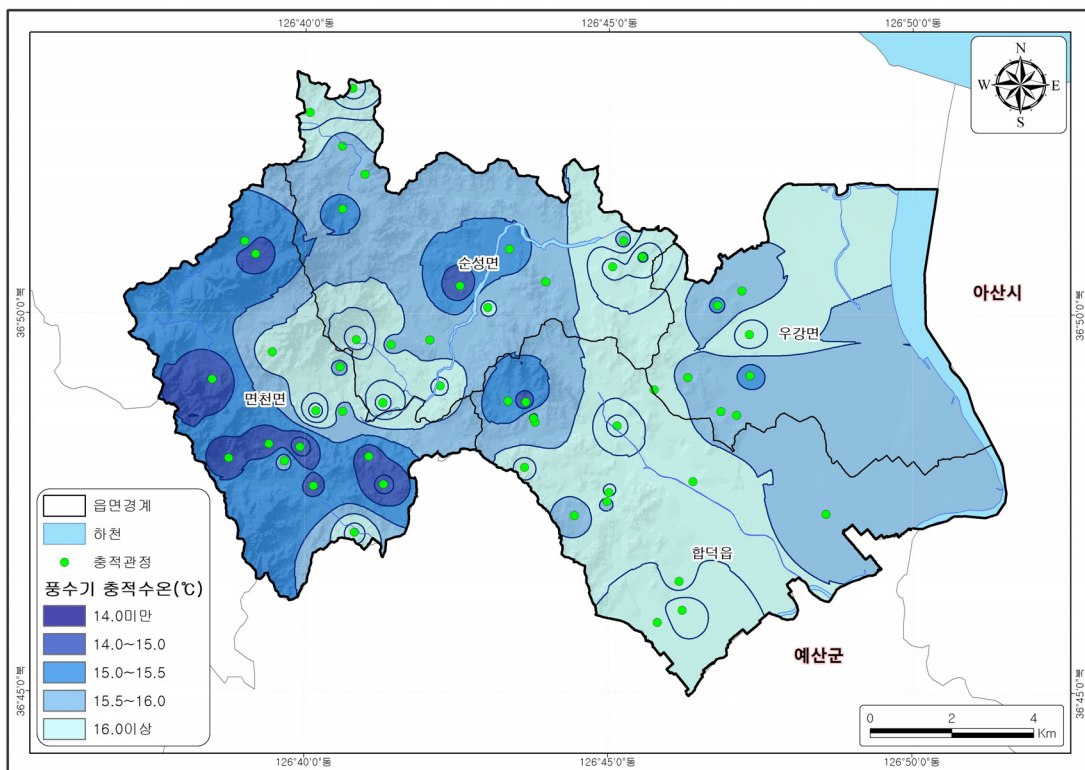 126°40'0"동
126°45'0"동
126°50'0"동
N
W
E
S
순성면
아산시
36°50'0"북
우강면
36°50'0"북
면천면
읍면경계
하천
충적관정
풍수기 충적수온(℃)
14.0미만
14.0~15.0
15.0~15.5
15.5~16.0
16.0이상
합덕읍
예산군
36°45'0"북
36°45'0"북
0 2 4
Km
126°40'0"동
126°45'0"동
126°50'0"동